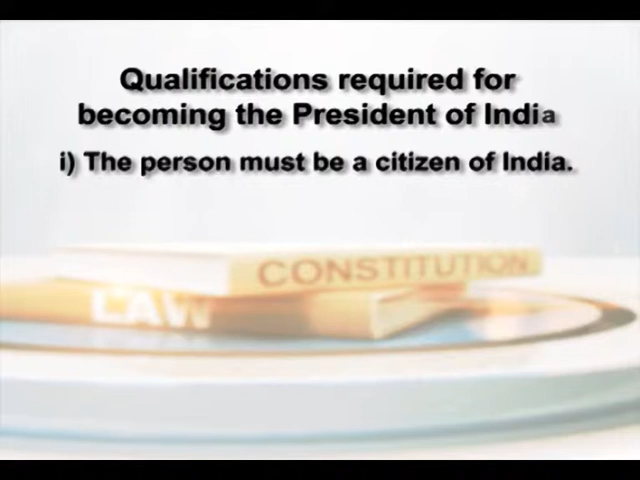 Qualifications required for
becoming the President of India
i) The person must be a citizen of India.
CONSTITUTION
LAW